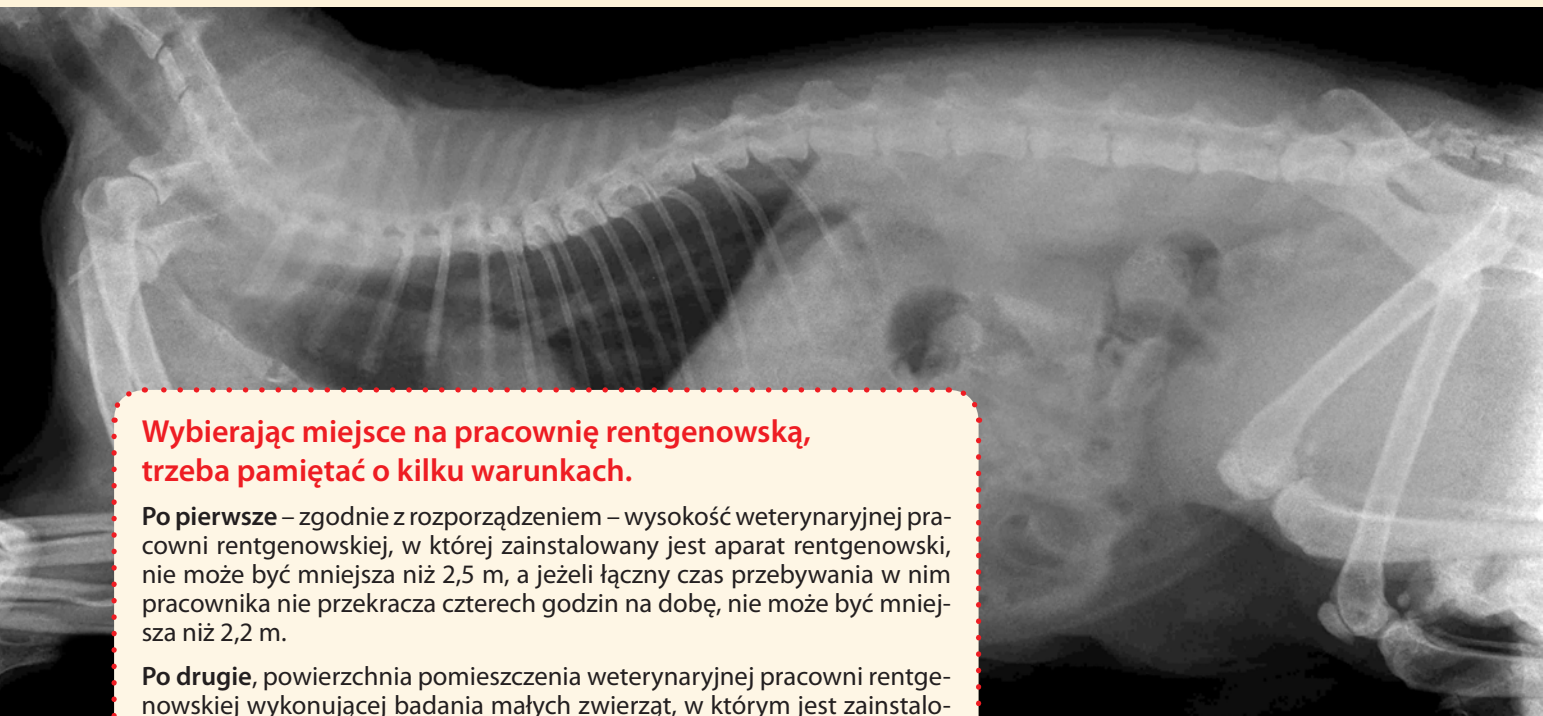 Wybierając miejsce na pracownię rentgenowską,
trzeba pamiętać o kilku warunkach.
Po pierwsze – zgodnie z rozporządzeniem – wysokość weterynaryjnej pra-
cowni rentgenowskiej, w której zainstalowany jest aparat rentgenowski,
nie może być mniejsza niż 2,5 m, a jeżeli łączny czas przebywania w nim
pracownika nie przekracza czterech godzin na dobę, nie może być mniej-
sza niż 2,2 m.
Po drugie, powierzchnia pomieszczenia weterynaryjnej pracowni rentge-
nowskiej wykonującej badania małych zwierząt, w którym jest zainstalo-